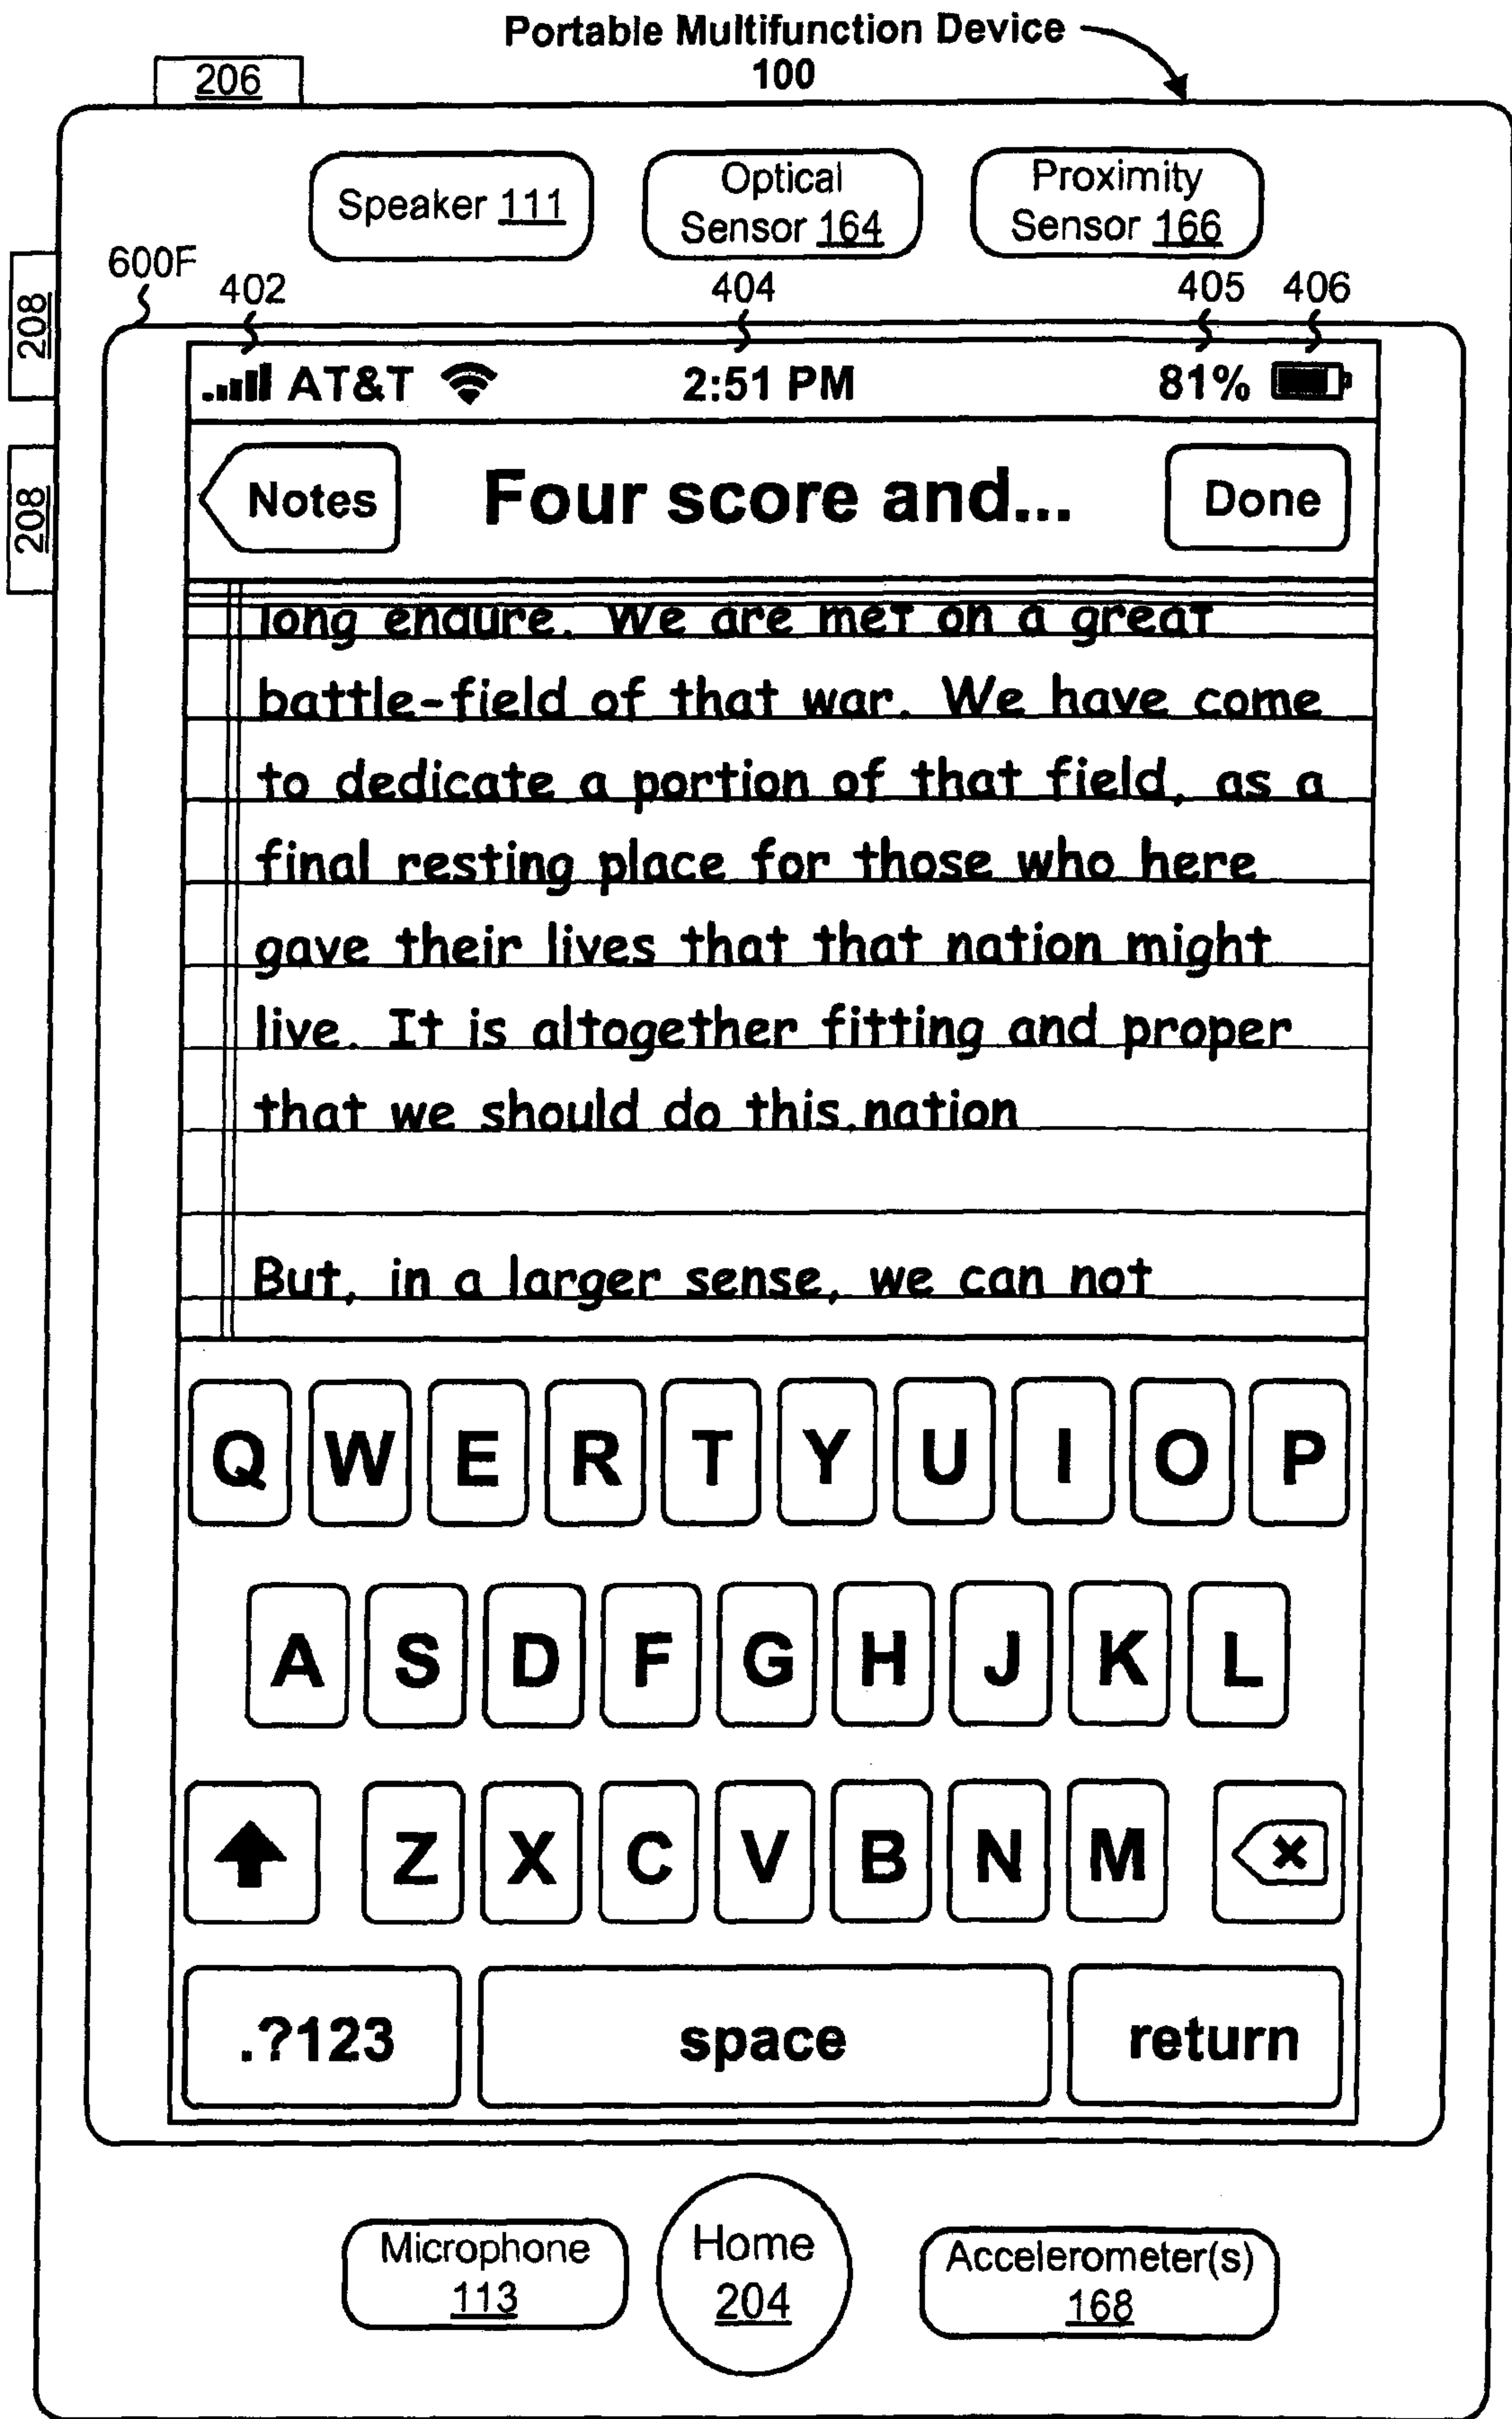 Portable Multifunction Device
100
206
Speaker 111
Optical
Sensor 164
Proximity
Sensor 166
208
208
600F
402
404
405
406
AT&T
2:51 PM
81%
Notes
Four score and...
Done
long endure. We are met on a great
battle-field of that war. We have come
to dedicate a portion of that field, as a
final resting place for those who here
gave their lives that that nation might
live. It is altogether fitting and proper
that we should do this.nation
But, in a larger sense, we can not
Q W E R T Y U I O P
A S D F G H J K L
Z X C V B N M
.?123 space return
Microphone
113
Home
204
Accelerometer(s)
168